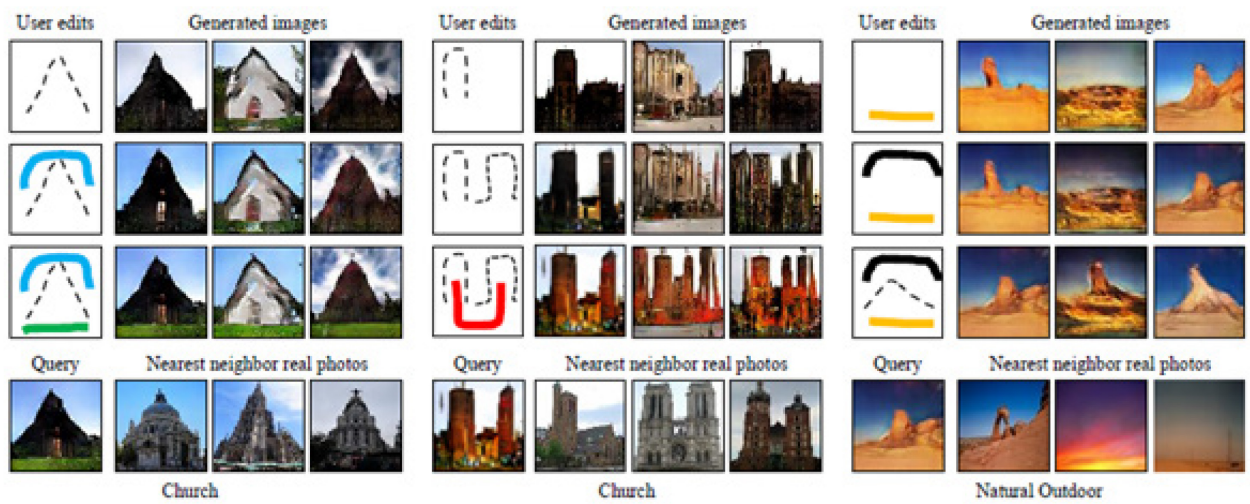 User edits Generated images User edits Generated images User edits Generated images
Query Nearest neighbor real photos Query Nearest neighbor real photos Query Nearest neighbor real photos
Church Church Natural Outdoor